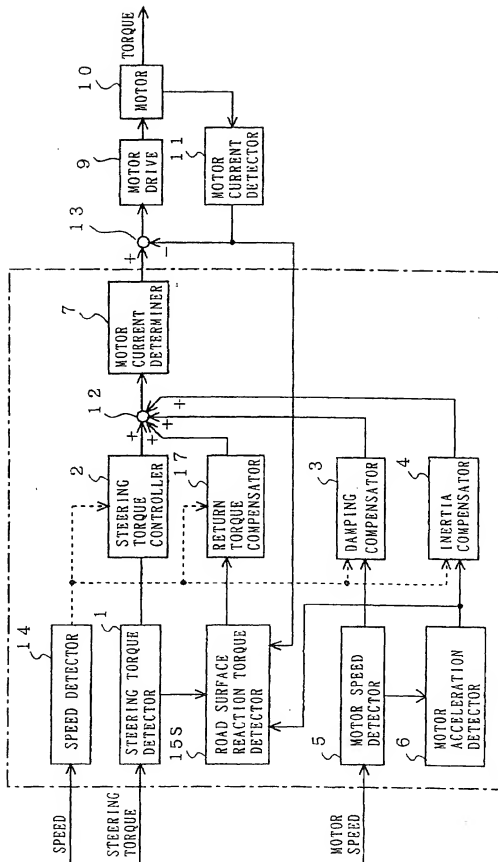 SPEED
14
SPEED DETECTOR
STEERING
TORQUE
1
STEERING TORQUE
DETECTOR
2
STEERING
TORQUE
CONTROLLER
12
+
+
+
+
7
MOTOR CURRENT
DETERMINER
13
+
−
9
MOTOR
DRIVE
10
MOTOR
TORQUE
11
MOTOR
CURRENT
DETECTOR
15S
ROAD SURFACE
REACTION TORQUE
DETECTOR
17
RETURN
TORQUE
COMPENSATOR
MOTOR
SPEED
5
MOTOR SPEED
DETECTOR
3
DAMPING
COMPENSATOR
6
MOTOR
ACCELERATION
DETECTOR
4
INERTIA
COMPENSATOR